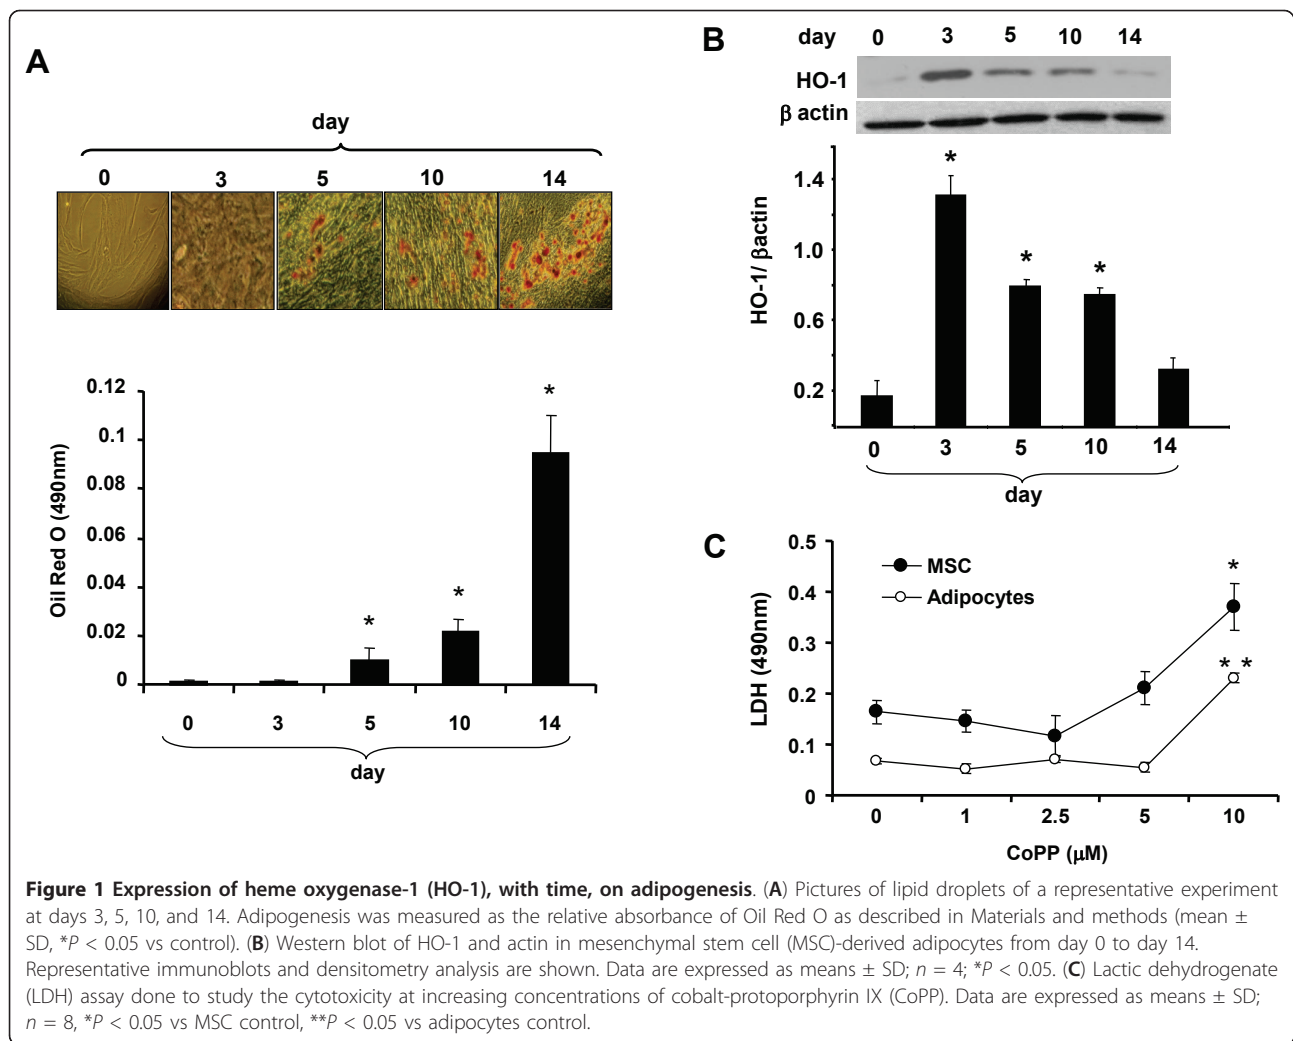 A
day
0 3 5 10 14
0.12
0.1
0.08
0.06
0.04
0.02
0
Oil Red O (490nm)
*
*
*
0 3 5 10 14
day
B
day 0 3 5 10 14
HO-1
β actin
1.4
1.0
0.6
0.2
HO-1/ βactin
*
*
*
0 3 5 10 14
day
C
0.5
0.4
0.3
0.2
0.1
0
LDH (490nm)
MSC
Adipocytes
*
* *
0 1 2.5 5 10
CoPP (μM)
Figure 1 Expression of heme oxygenase-1 (HO-1), with time, on adipogenesis. (A) Pictures of lipid droplets of a representative experiment
at days 3, 5, 10, and 14. Adipogenesis was measured as the relative absorbance of Oil Red O as described in Materials and methods (mean ±
SD, *P < 0.05 vs control). (B) Western blot of HO-1 and actin in mesenchymal stem cell (MSC)-derived adipocytes from day 0 to day 14.
Representative immunoblots and densitometry analysis are shown. Data are expressed as means ± SD; n = 4; *P < 0.05. (C) Lactic dehydrogenate
(LDH) assay done to study the cytotoxicity at increasing concentrations of cobalt-protoporphyrin IX (CoPP). Data are expressed as means ± SD;
n = 8, *P < 0.05 vs MSC control, **P < 0.05 vs adipocytes control.